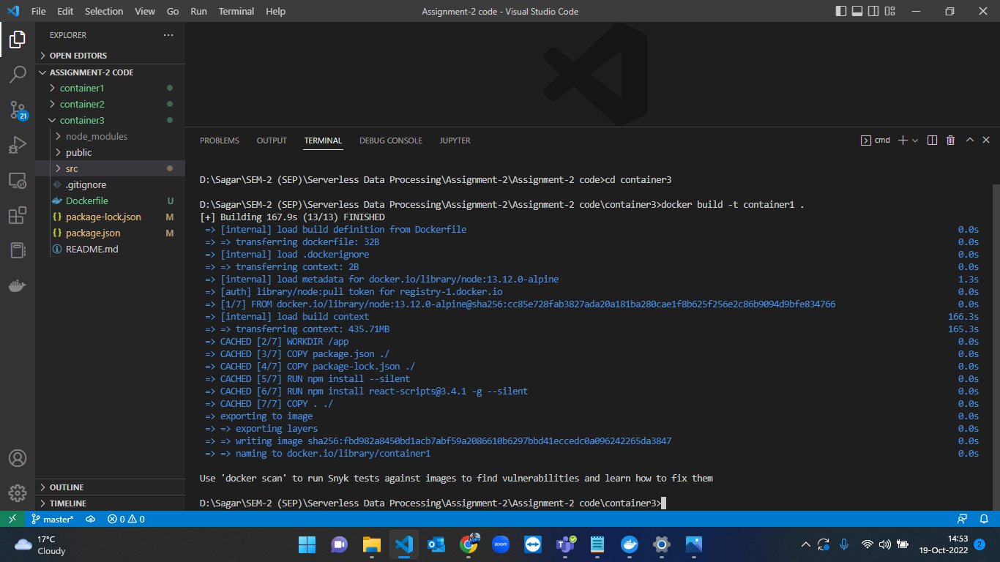 File Edit Selection View Go Run Terminal Help
Assignment-2 code - Visual Studio Code
EXPLORER
OPEN EDITORS
ASSIGNMENT-2 CODE
container1
container2
container3
node_modules
public
src
.gitignore
Dockerfile U
package-lock.json M
package.json M
README.md
OUTLINE
TIMELINE
21
PROBLEMS OUTPUT TERMINAL DEBUG CONSOLE JUPYTER
cmd
D:\Sagar\SEM-2 (SEP)\Serverless Data Processing\Assignment-2\Assignment-2 code>cd container3
D:\Sagar\SEM-2 (SEP)\Serverless Data Processing\Assignment-2\Assignment-2 code\container3>docker build -t container1 .
[+] Building 167.9s (13/13) FINISHED
=> [internal] load build definition from Dockerfile 0.0s
=> => transferring dockerfile: 32B 0.0s
=> [internal] load .dockerignore 0.0s
=> => transferring context: 2B 0.0s
=> [internal] load metadata for docker.io/library/node:13.12.0-alpine 1.3s
=> [auth] library/node:pull token for registry-1.docker.io 0.0s
=> [1/7] FROM docker.io/library/node:13.12.0-alpine@sha256:cc85e728fab3827ada20a181ba280cae1f8b625f256e2c86b9094d9bfe834766 0.0s
=> [internal] load build context 166.3s
=> => transferring context: 435.71MB 165.3s
=> CACHED [2/7] WORKDIR /app 0.0s
=> CACHED [3/7] COPY package.json ./ 0.0s
=> CACHED [4/7] COPY package-lock.json ./ 0.0s
=> CACHED [5/7] RUN npm install --silent 0.0s
=> CACHED [6/7] RUN npm install react-scripts@3.4.1 -g --silent 0.0s
=> CACHED [7/7] COPY . ./ 0.0s
=> exporting to image 0.0s
=> => exporting layers 0.0s
=> => writing image sha256:fbd982a8450bd1acb7abf59a2086610b6297bbd41eccedc0a096242265da3847 0.0s
=> => naming to docker.io/library/container1 0.0s
Use 'docker scan' to run Snyk tests against images to find vulnerabilities and learn how to fix them
D:\Sagar\SEM-2 (SEP)\Serverless Data Processing\Assignment-2\Assignment-2 code\container3>
master* 0 0
17°C
Cloudy
zoom
14:53
19-Oct-2022
2